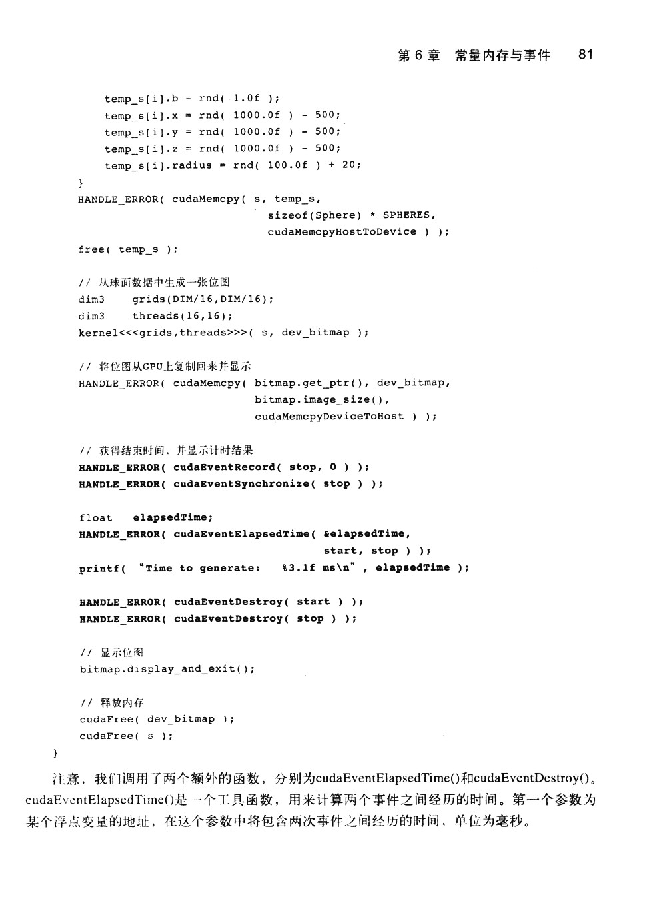 第 6 章 常量内存与事件 81
temp_s[i].b = rnd( 1.0f );
temp_s[i].x = rnd( 1000.0f ) - 500;
temp_s[i].y = rnd( 1000.0f ) - 500;
temp_s[i].z = rnd( 1000.0f ) - 500;
temp_s[i].radius = rnd( 100.0f ) + 20;
}
HANDLE_ERROR( cudaMemcpy( s, temp_s,
sizeof(Sphere) * SPHERES,
cudaMemcpyHostToDevice ) );
free( temp_s );
// 从球面数据中生成一张位图
dim3 grids(DIM/16,DIM/16);
dim3 threads(16,16);
kernel<<<grids,threads>>>( s, dev_bitmap );
// 将位图从GPU上复制回来并显示
HANDLE_ERROR( cudaMemcpy( bitmap.get_ptr(), dev_bitmap,
bitmap.image_size(),
cudaMemcpyDeviceToHost ) );
// 获得结束时间，并显示计时结果
HANDLE_ERROR( cudaEventRecord( stop, 0 ) );
HANDLE_ERROR( cudaEventSynchronize( stop ) );
float elapsedTime;
HANDLE_ERROR( cudaEventElapsedTime( &elapsedTime,
start, stop ) );
printf( "Time to generate: %3.1f ms\n" , elapsedTime );
HANDLE_ERROR( cudaEventDestroy( start ) );
HANDLE_ERROR( cudaEventDestroy( stop ) );
// 显示位图
bitmap.display_and_exit();
// 释放内存
cudaFree( dev_bitmap );
cudaFree( s );
}
注意，我们调用了两个额外的函数，分别为cudaEventElapsedTime()和cudaEventDestroy()。
cudaEventElapsedTime()是一个工具函数，用来计算两个事件之间经历的时间。第一个参数为
某个浮点变量的地址，在这个参数中将包含两次事件之间经历的时间，单位为毫秒。